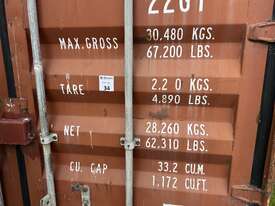 22G1
MAX. GROSS 30.480 KGS.
67.200 LBS.
34
TARE 2.2 0 KGS.
4.890 LBS.
NET 28.260 KGS.
62,310 LBS.
CU. CAP 33.2 CU.M.
1.172 CU.FT.